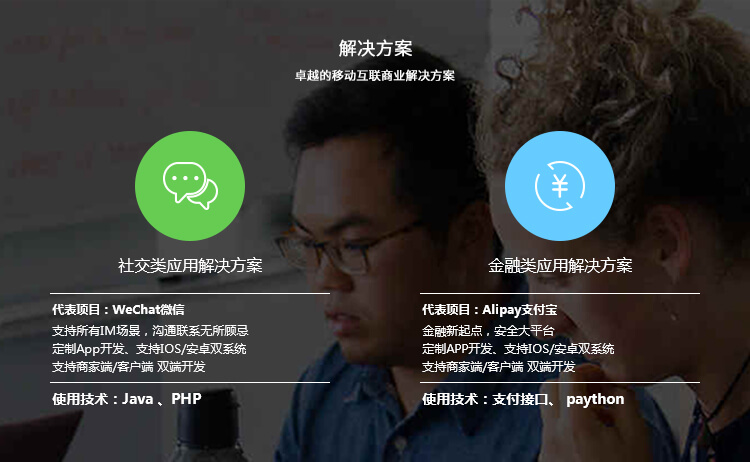 解决方案
卓越的移动互联商业解决方案
社交类应用解决方案
代表项目：WeChat微信
支持所有IM场景，沟通联系无所顾忌
定制App开发、支持IOS/安卓双系统
支持商家端/客户端 双端开发
使用技术：Java 、PHP
金融类应用解决方案
代表项目：Alipay支付宝
金融新起点，安全大平台
定制APP开发、支持IOS/安卓双系统
支持商家端/客户端 双端开发
使用技术：支付接口、 paython